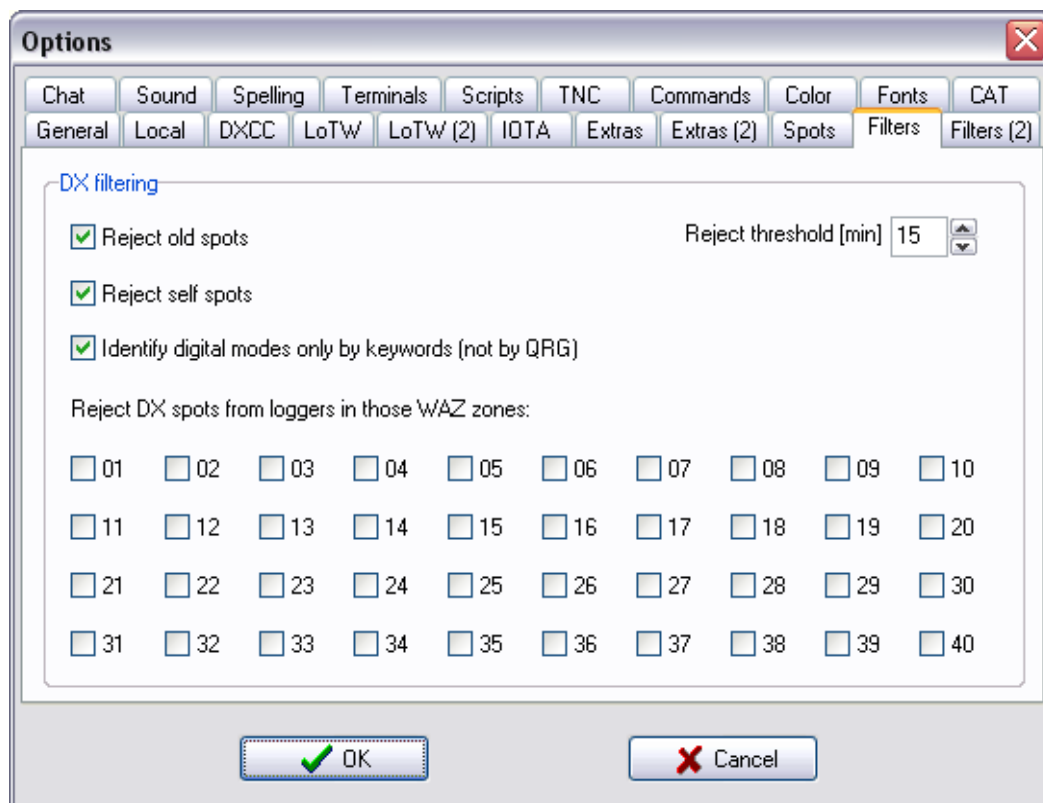 Options
Chat Sound Spelling Terminals Scripts TNC Commands Color Fonts CAT
General Local DXCC LoTW LoTW (2) IOTA Extras Extras (2) Spots Filters Filters (2)
DX filtering
Reject old spots Reject threshold [min] 15
Reject self spots
Identify digital modes only by keywords (not by QRG)
Reject DX spots from loggers in those WAZ zones:
01 02 03 04 05 06 07 08 09 10
11 12 13 14 15 16 17 18 19 20
21 22 23 24 25 26 27 28 29 30
31 32 33 34 35 36 37 38 39 40
OK Cancel